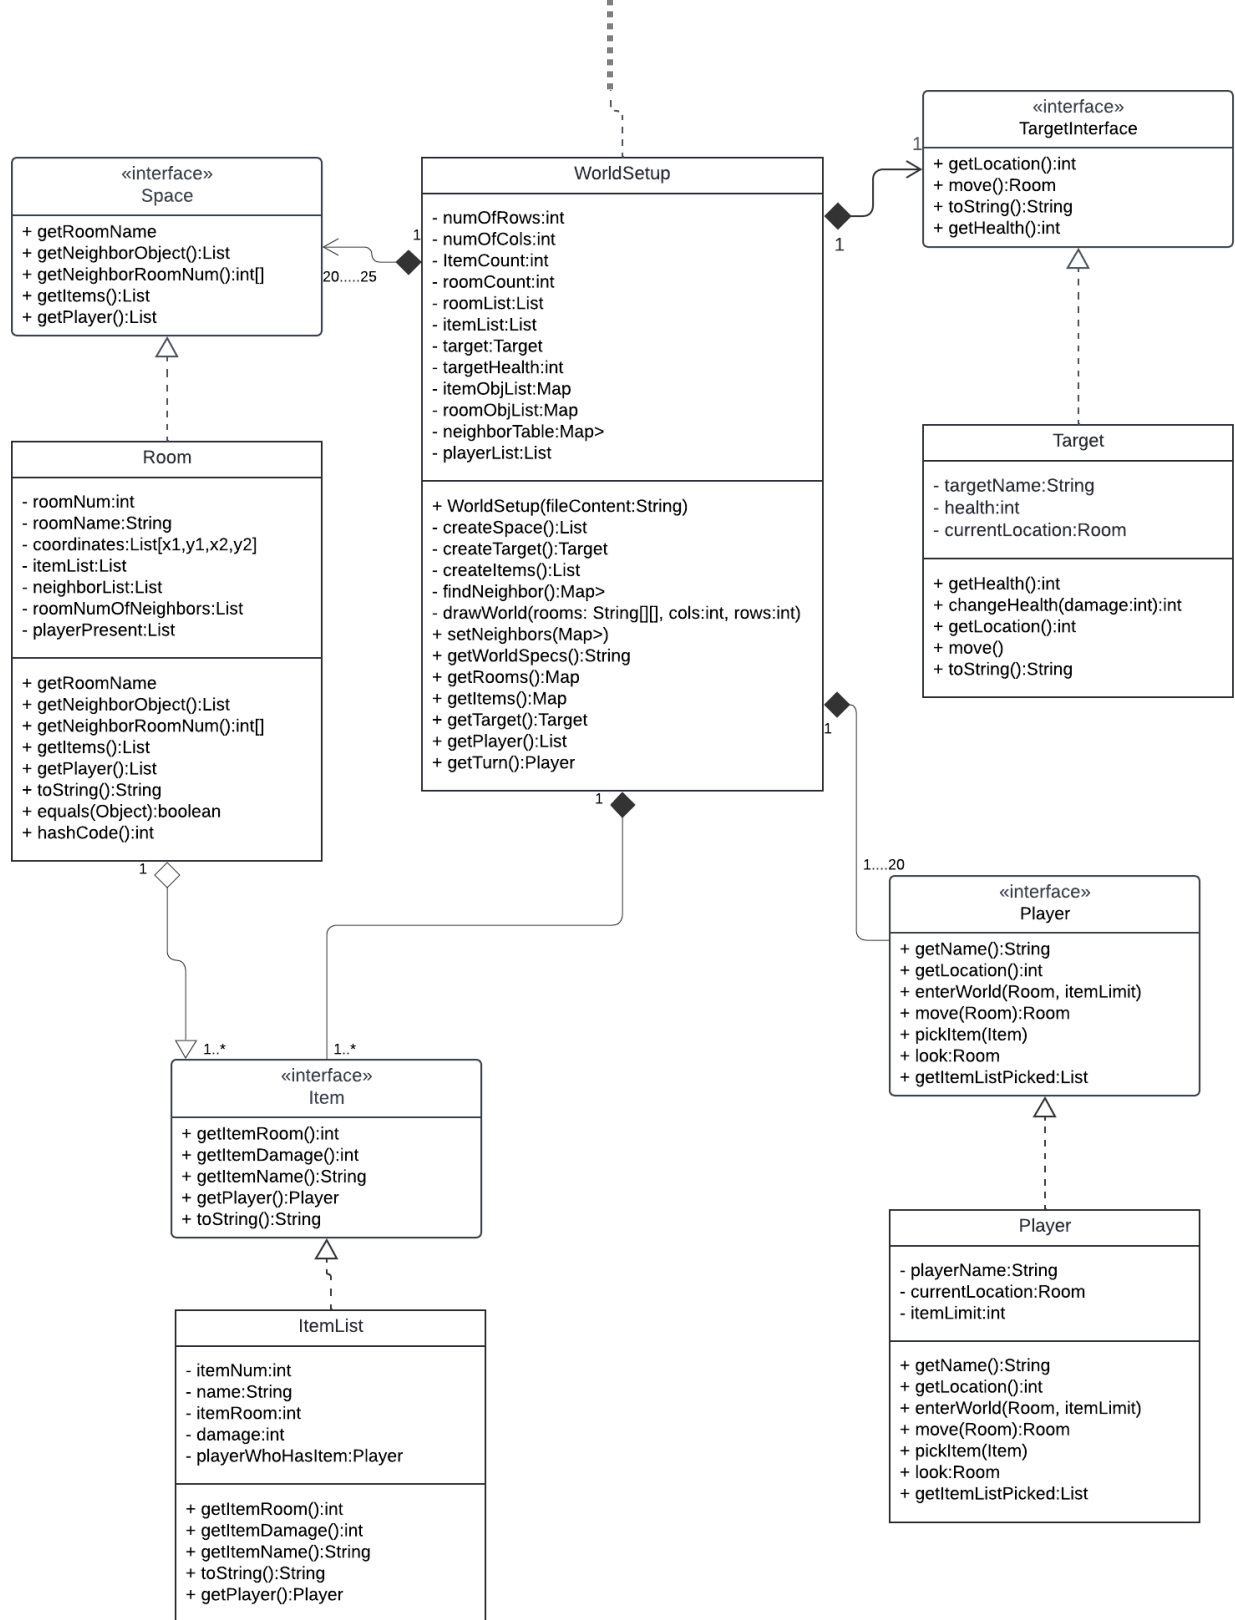 «interface»
Space
+ getRoomName
+ getNeighborObject():List
+ getNeighborRoomNum():int[]
+ getItems():List
+ getPlayer():List
1
20.....25
WorldSetup
- numOfRows:int
- numOfCols:int
- ItemCount:int
- roomCount:int
- roomList:List
- itemList:List
- target:Target
- targetHealth:int
- itemObjList:Map
- roomObjList:Map
- neighborTable:Map>
- playerList:List
+ WorldSetup(fileContent:String)
- createSpace():List
- createTarget():Target
- createItems():List
- findNeighbor():Map>
- drawWorld(rooms: String[][], cols:int, rows:int)
+ setNeighbors(Map>)
+ getWorldSpecs():String
+ getRooms():Map
+ getItems():Map
+ getTarget():Target
+ getPlayer():List
+ getTurn():Player
1
1
«interface»
TargetInterface
+ getLocation():int
+ move():Room
+ toString():String
+ getHealth():int
Target
- targetName:String
- health:int
- currentLocation:Room
+ getHealth():int
+ changeHealth(damage:int):int
+ getLocation():int
+ move()
+ toString():String
Room
- roomNum:int
- roomName:String
- coordinates:List[x1,y1,x2,y2]
- itemList:List
- neighborList:List
- roomNumOfNeighbors:List
- playerPresent:List
+ getRoomName
+ getNeighborObject():List
+ getNeighborRoomNum():int[]
+ getItems():List
+ getPlayer():List
+ toString():String
+ equals(Object):boolean
+ hashCode():int
1
1
1
1....20
«interface»
Player
+ getName():String
+ getLocation():int
+ enterWorld(Room, itemLimit)
+ move(Room):Room
+ pickItem(Item)
+ look:Room
+ getItemListPicked:List
1..*
1..*
«interface»
Item
+ getItemRoom():int
+ getItemDamage():int
+ getItemName():String
+ getPlayer():Player
+ toString():String
Player
- playerName:String
- currentLocation:Room
- itemLimit:int
+ getName():String
+ getLocation():int
+ enterWorld(Room, itemLimit)
+ move(Room):Room
+ pickItem(Item)
+ look:Room
+ getItemListPicked:List
ItemList
- itemNum:int
- name:String
- itemRoom:int
- damage:int
- playerWhoHasItem:Player
+ getItemRoom():int
+ getItemDamage():int
+ getItemName():String
+ toString():String
+ getPlayer():Player